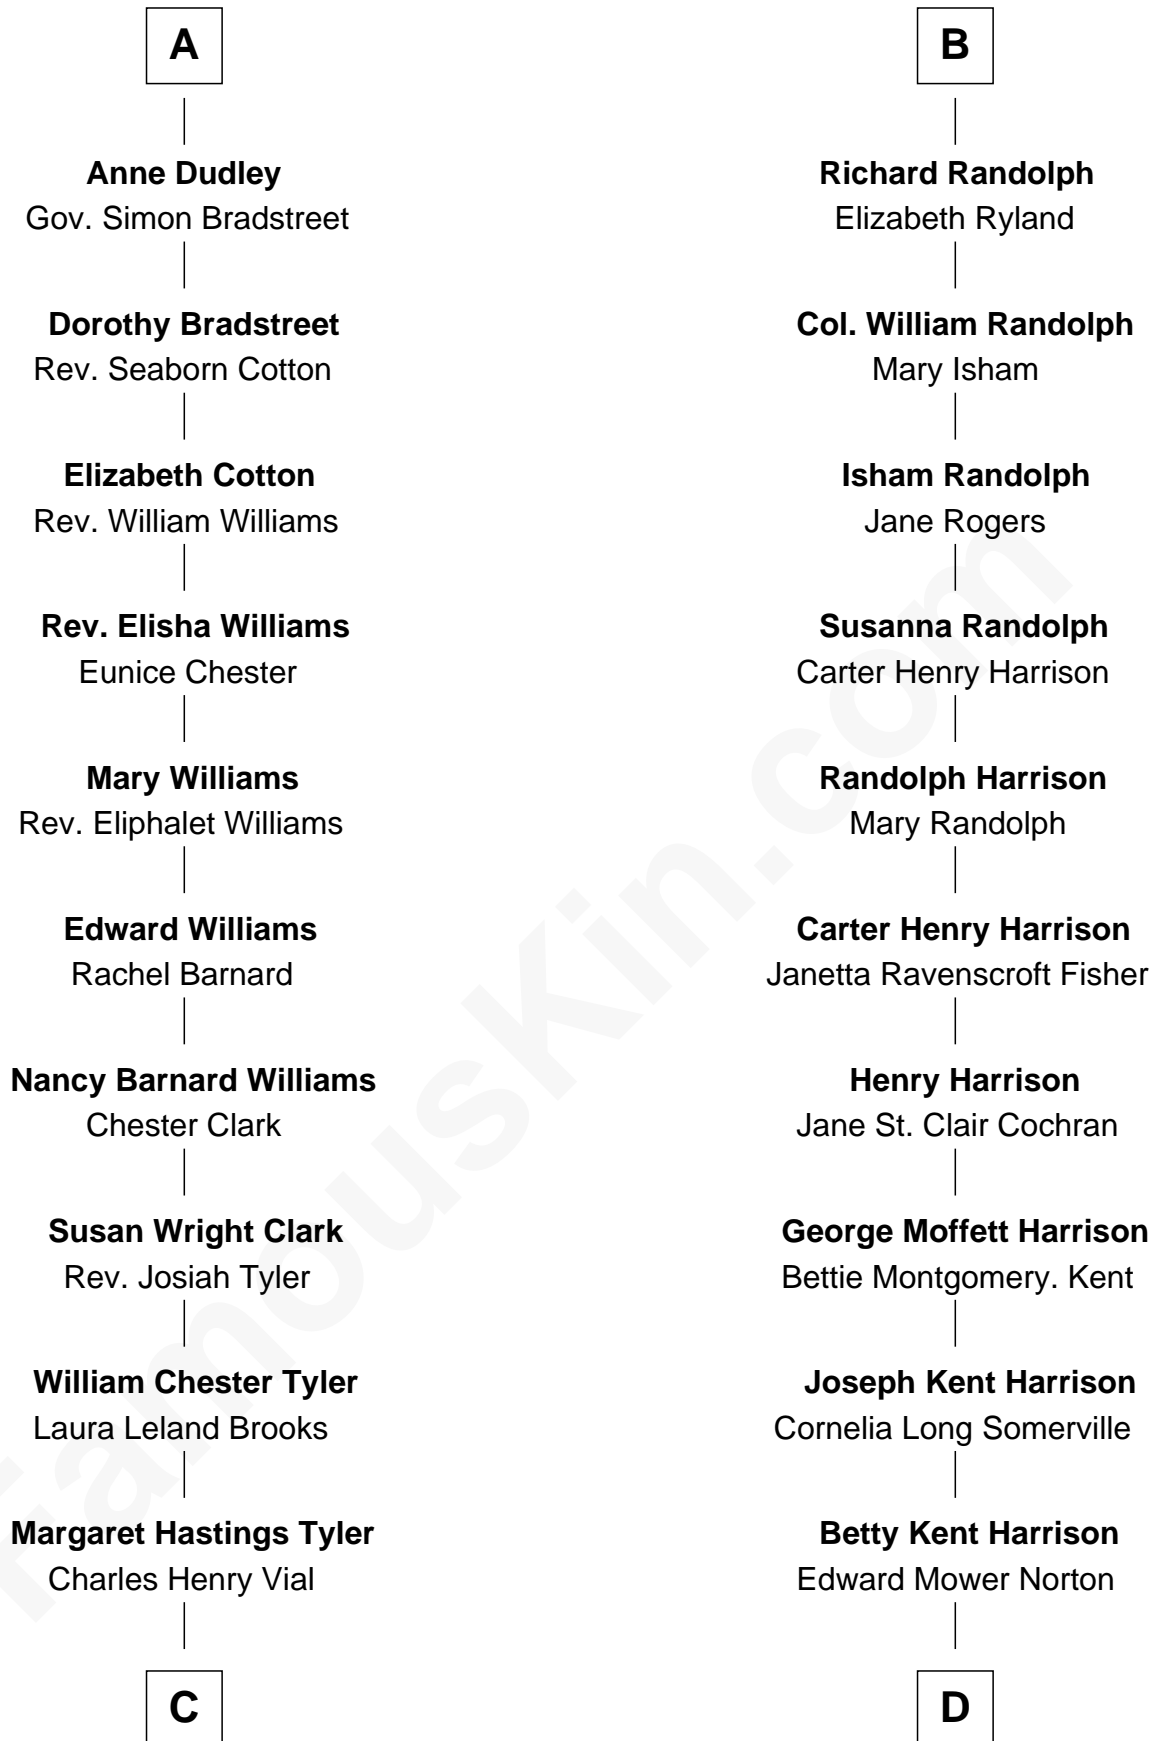 A
Anne Dudley
Gov. Simon Bradstreet
Dorothy Bradstreet
Rev. Seaborn Cotton
Elizabeth Cotton
Rev. William Williams
Rev. Elisha Williams
Eunice Chester
Mary Williams
Rev. Eliphalet Williams
Edward Williams
Rachel Barnard
Nancy Barnard Williams
Chester Clark
Susan Wright Clark
Rev. Josiah Tyler
William Chester Tyler
Laura Leland Brooks
Margaret Hastings Tyler
Charles Henry Vial
C
B
Richard Randolph
Elizabeth Ryland
Col. William Randolph
Mary Isham
Isham Randolph
Jane Rogers
Susanna Randolph
Carter Henry Harrison
Randolph Harrison
Mary Randolph
Carter Henry Harrison
Janetta Ravenscroft Fisher
Henry Harrison
Jane St. Clair Cochran
George Moffett Harrison
Bettie Montgomery. Kent
Joseph Kent Harrison
Cornelia Long Somerville
Betty Kent Harrison
Edward Mower Norton
D
FamousKin.com